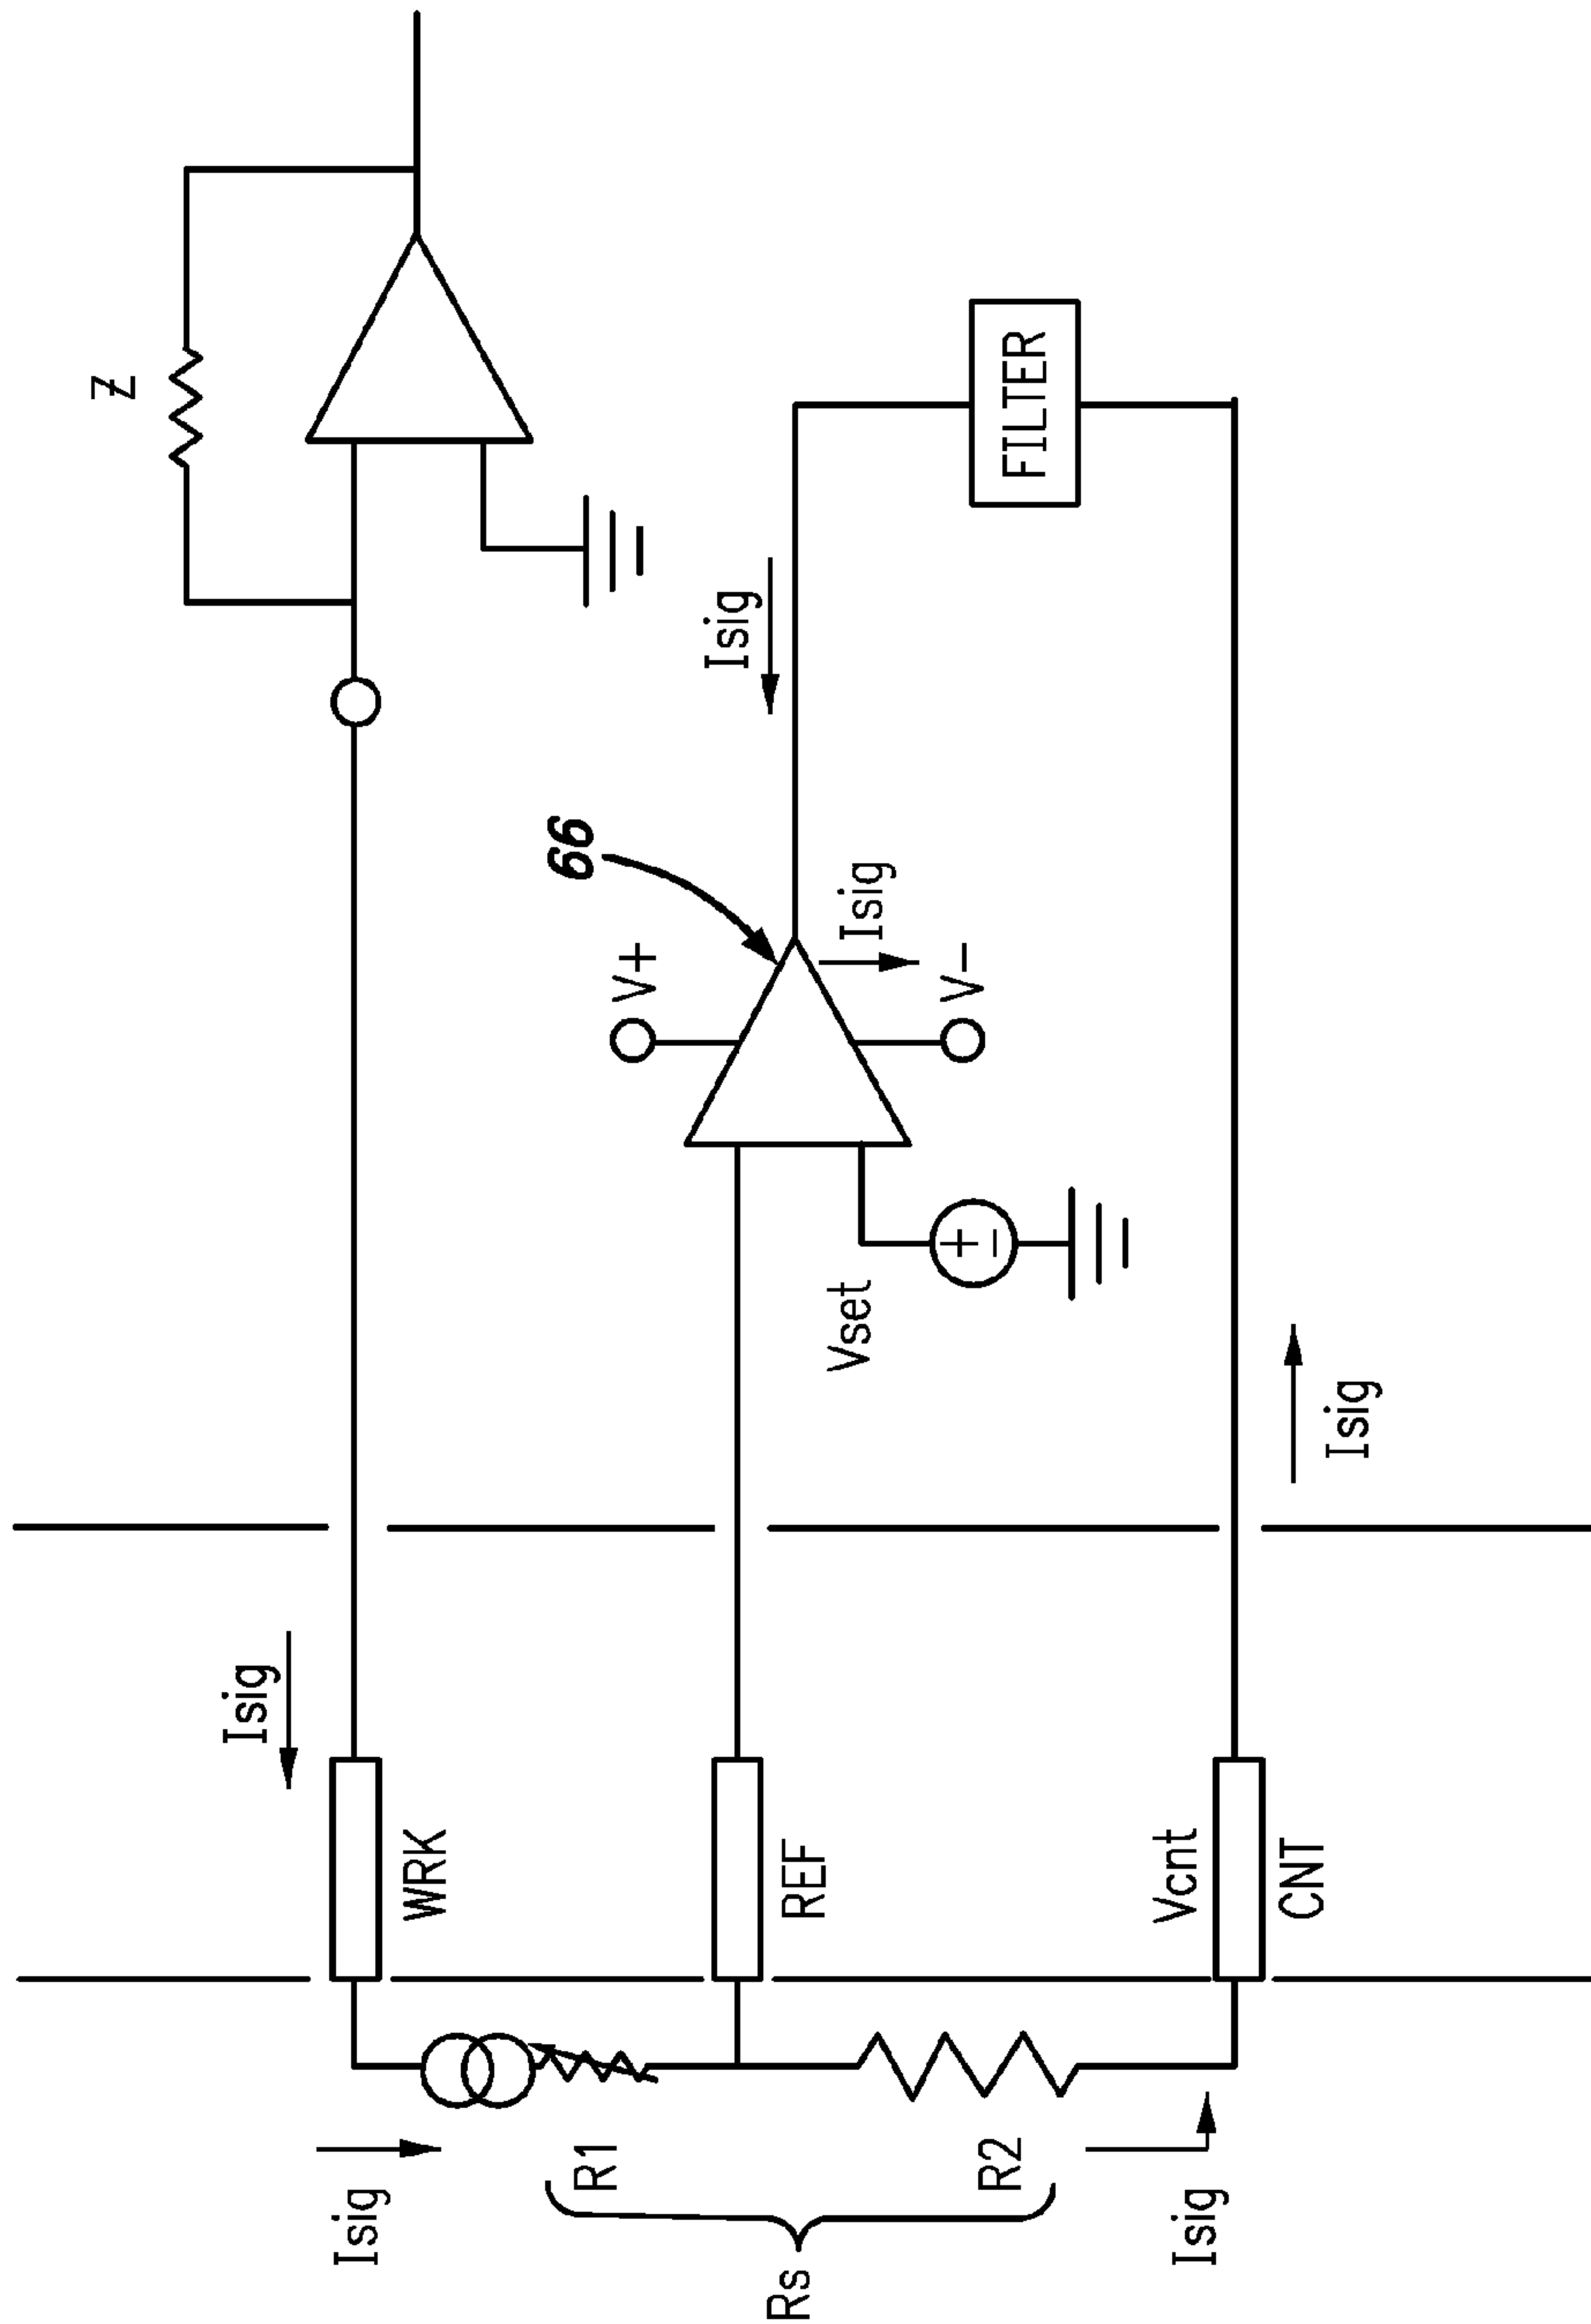 Z
Isig
Isig
WRK
66
R1
V+
Isig
Rs
REF
Vset
Isig
V−
R2
FILTER
+
−
Vcnt
Isig
CNT
Isig